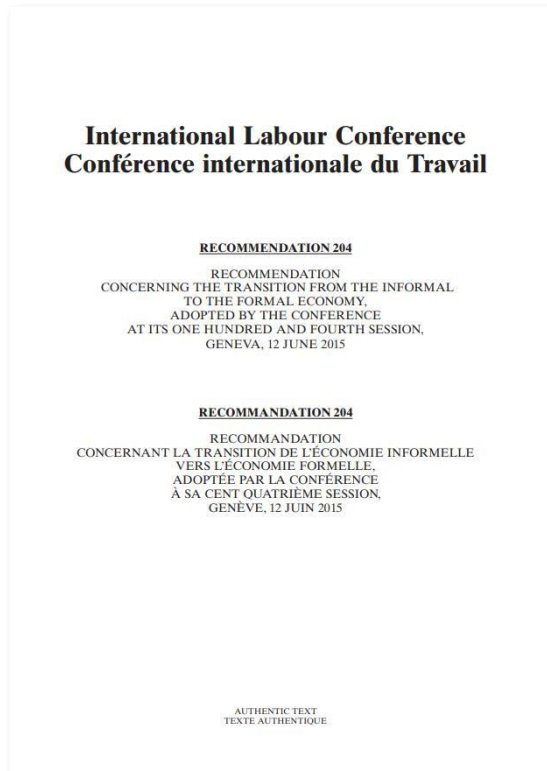 International Labour Conference
Conférence internationale du Travail
RECOMMENDATION 204
RECOMMENDATION
CONCERNING THE TRANSITION FROM THE INFORMAL
TO THE FORMAL ECONOMY,
ADOPTED BY THE CONFERENCE
AT ITS ONE HUNDRED AND FOURTH SESSION,
GENEVA, 12 JUNE 2015
RECOMMANDATION 204
RECOMMANDATION
CONCERNANT LA TRANSITION DE L'ÉCONOMIE INFORMELLE
VERS L'ÉCONOMIE FORMELLE,
ADOPTÉE PAR LA CONFÉRENCE
À SA CENT QUATRIÈME SESSION,
GENÈVE, 12 JUIN 2015
AUTHENTIC TEXT
TEXTE AUTHENTIQUE